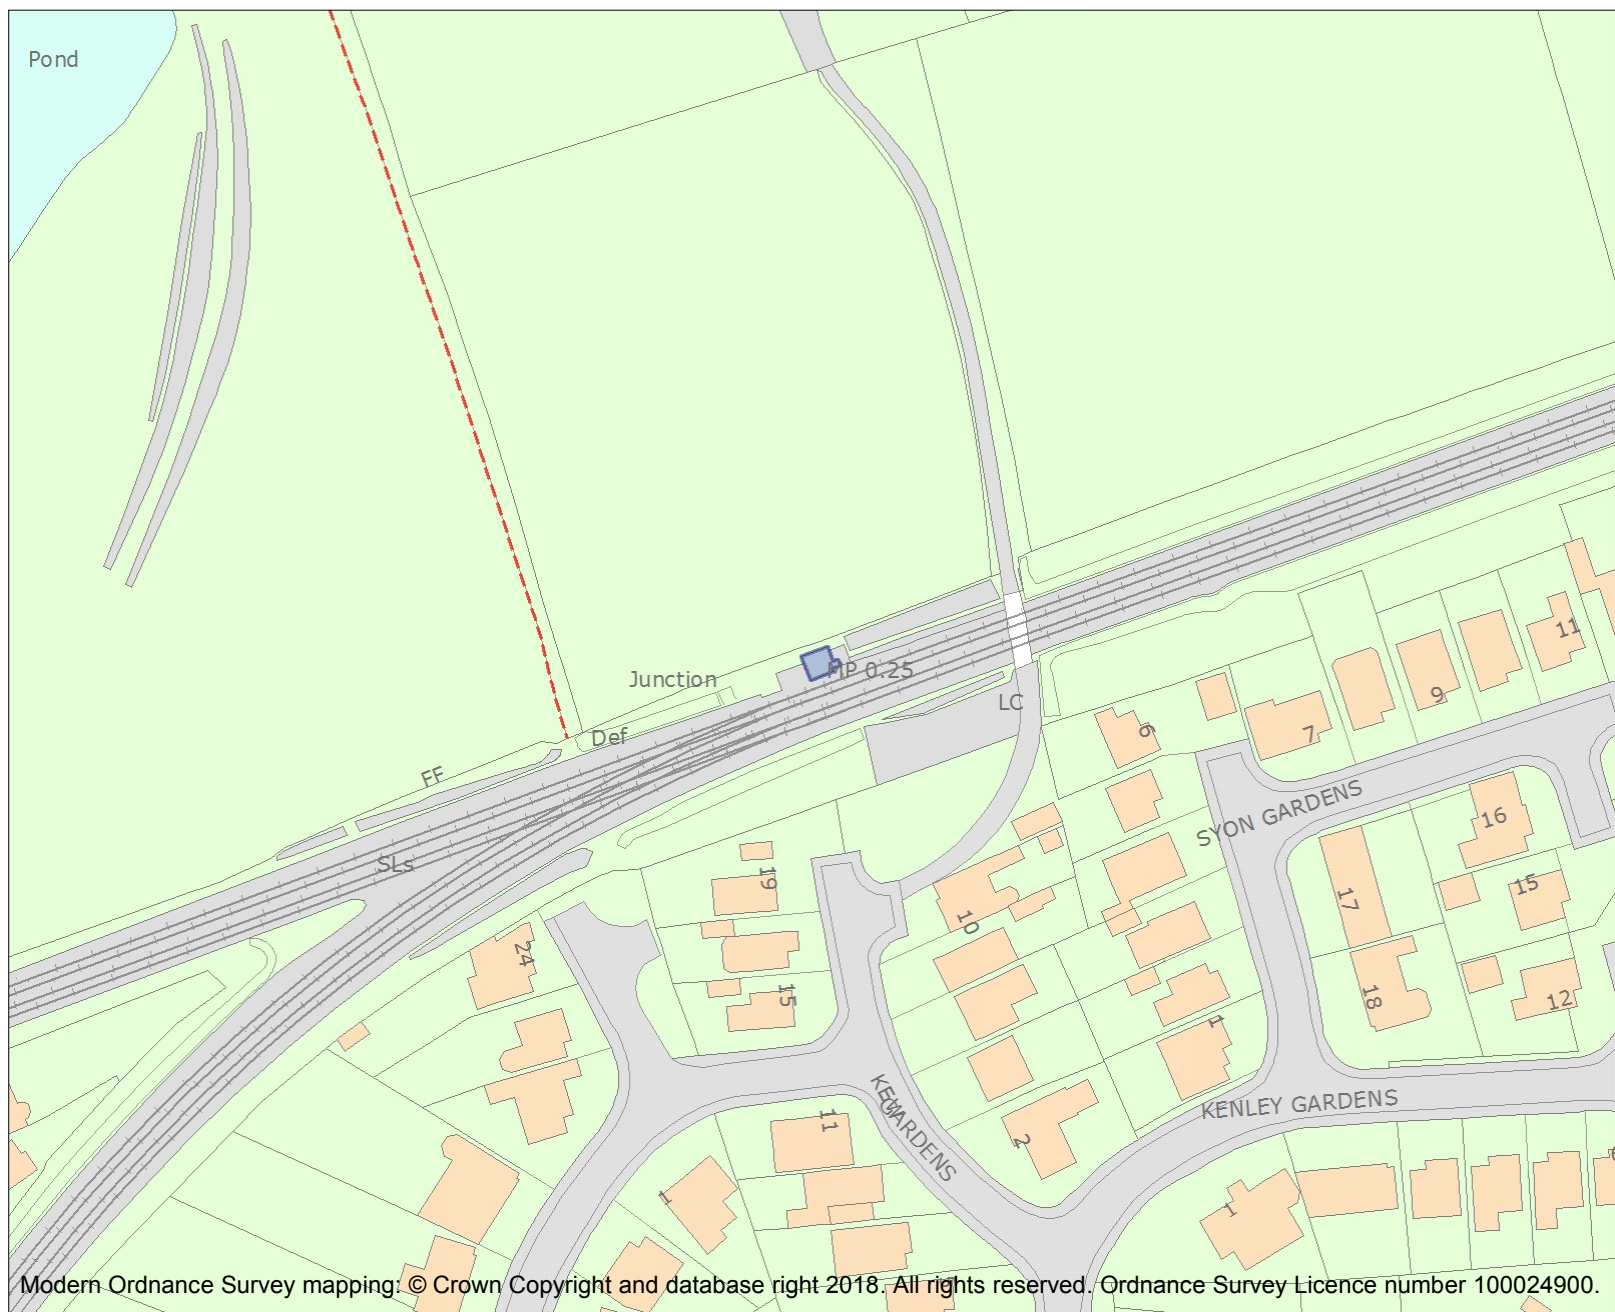 Pond
Junction
MP 0.25
LC
Def
FF
SLs
11
9
7
6
SYON GARDENS
16
15
17
18
12
19
15
10
24
1
KEW
GARDENS
KENLEY GARDENS
11
2
1
1
Modern Ordnance Survey mapping: © Crown Copyright and database right 2018. All rights reserved. Ordnance Survey Licence number 100024900.